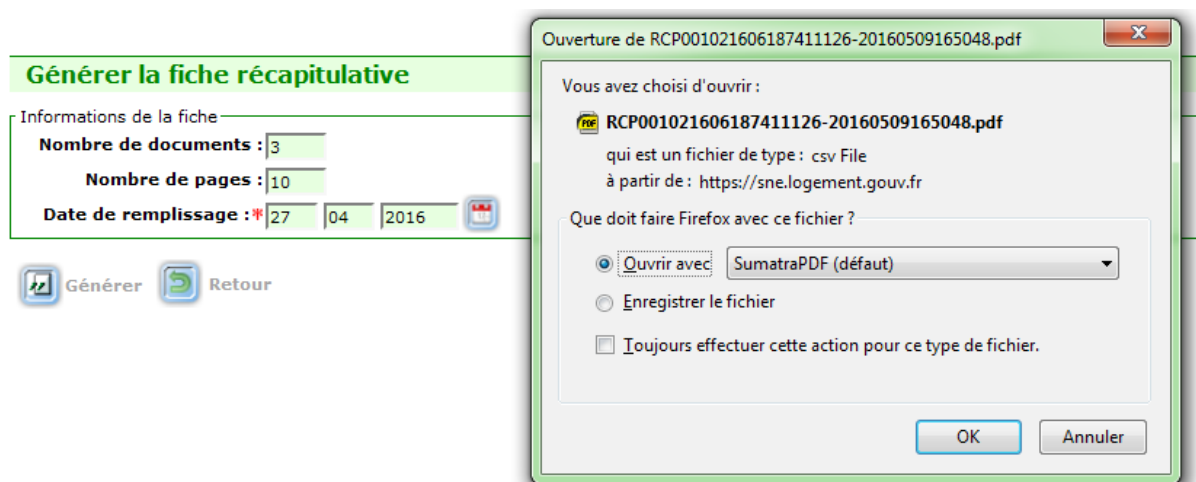 Générer la fiche récapitulative
Informations de la fiche
Nombre de documents : 3
Nombre de pages : 10
Date de remplissage :* 27 04 2016
Générer Retour
Ouverture de RCP001021606187411126-20160509165048.pdf
Vous avez choisi d'ouvrir :
PDF RCP001021606187411126-20160509165048.pdf
qui est un fichier de type : csv File
à partir de : https://sne.logement.gouv.fr
Que doit faire Firefox avec ce fichier ?
Ouvrir avec SumatraPDF (défaut)
Enregistrer le fichier
Toujours effectuer cette action pour ce type de fichier.
OK Annuler